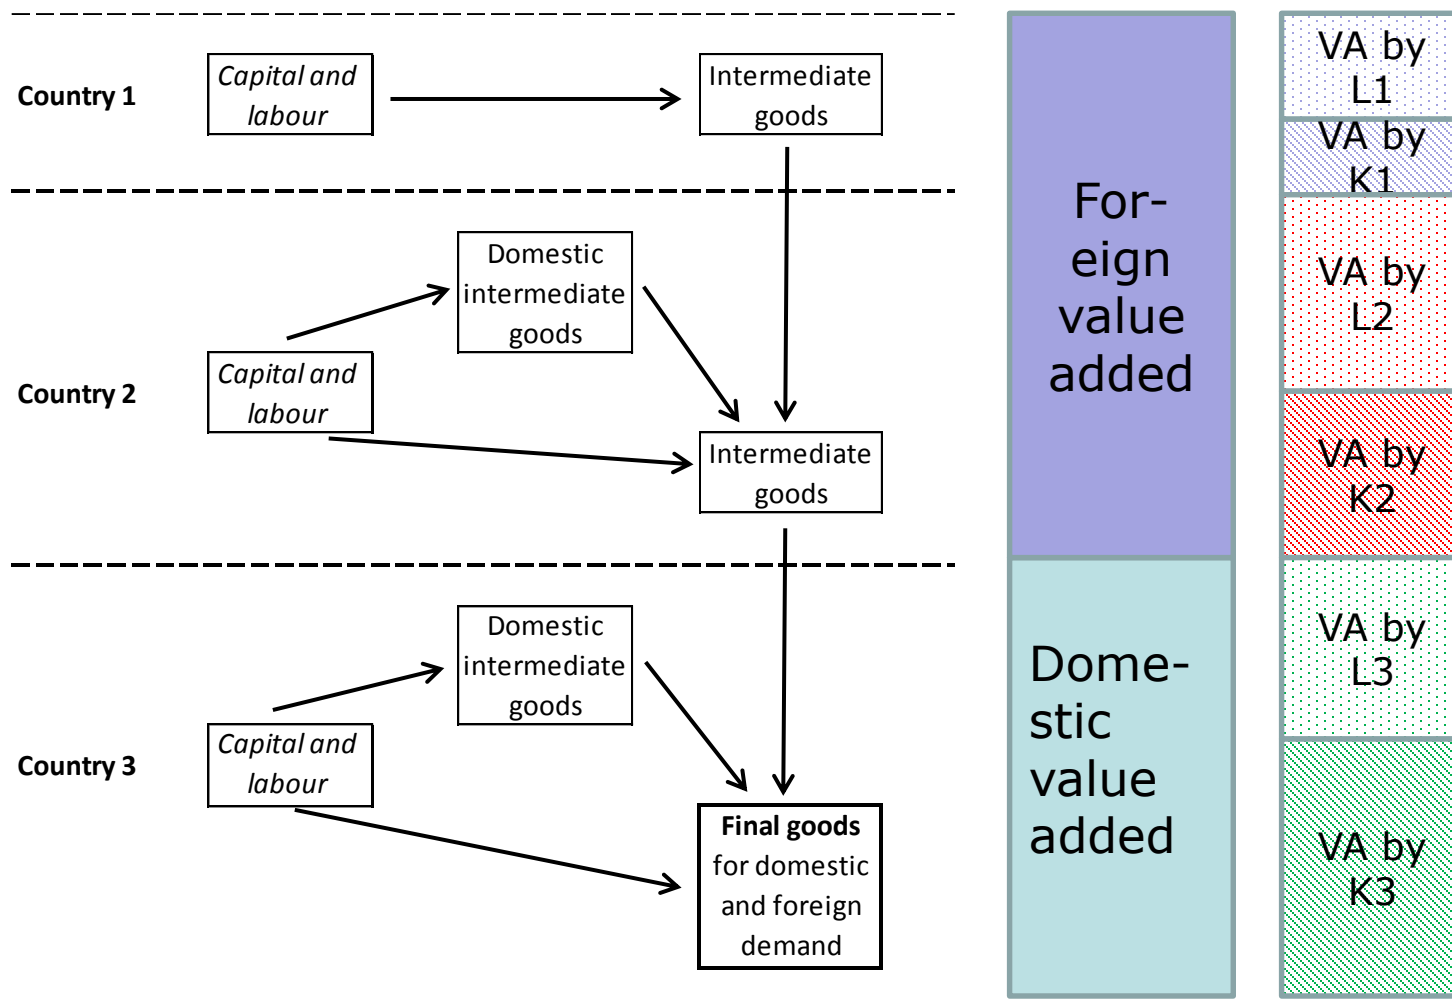 Country 1
Capital and
labour
Intermediate
goods
Country 2
Domestic
intermediate
goods
Capital and
labour
Intermediate
goods
Country 3
Domestic
intermediate
goods
Capital and
labour
Final goods
for domestic
and foreign
demand
For-
eign
value
added
Dome-
stic
value
added
VA by
L1
VA by
K1
VA by
L2
VA by
K2
VA by
L3
VA by
K3